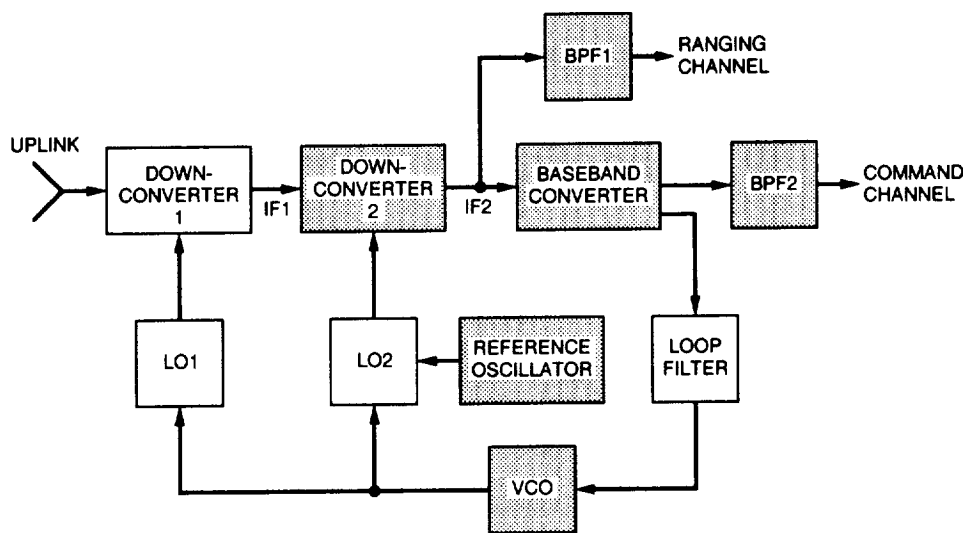 BPF1
RANGING
CHANNEL
UPLINK
DOWN-
CONVERTER
1
IF1
DOWN-
CONVERTER
2
IF2
BASEBAND
CONVERTER
BPF2
COMMAND
CHANNEL
LO1
LO2
REFERENCE
OSCILLATOR
LOOP
FILTER
VCO